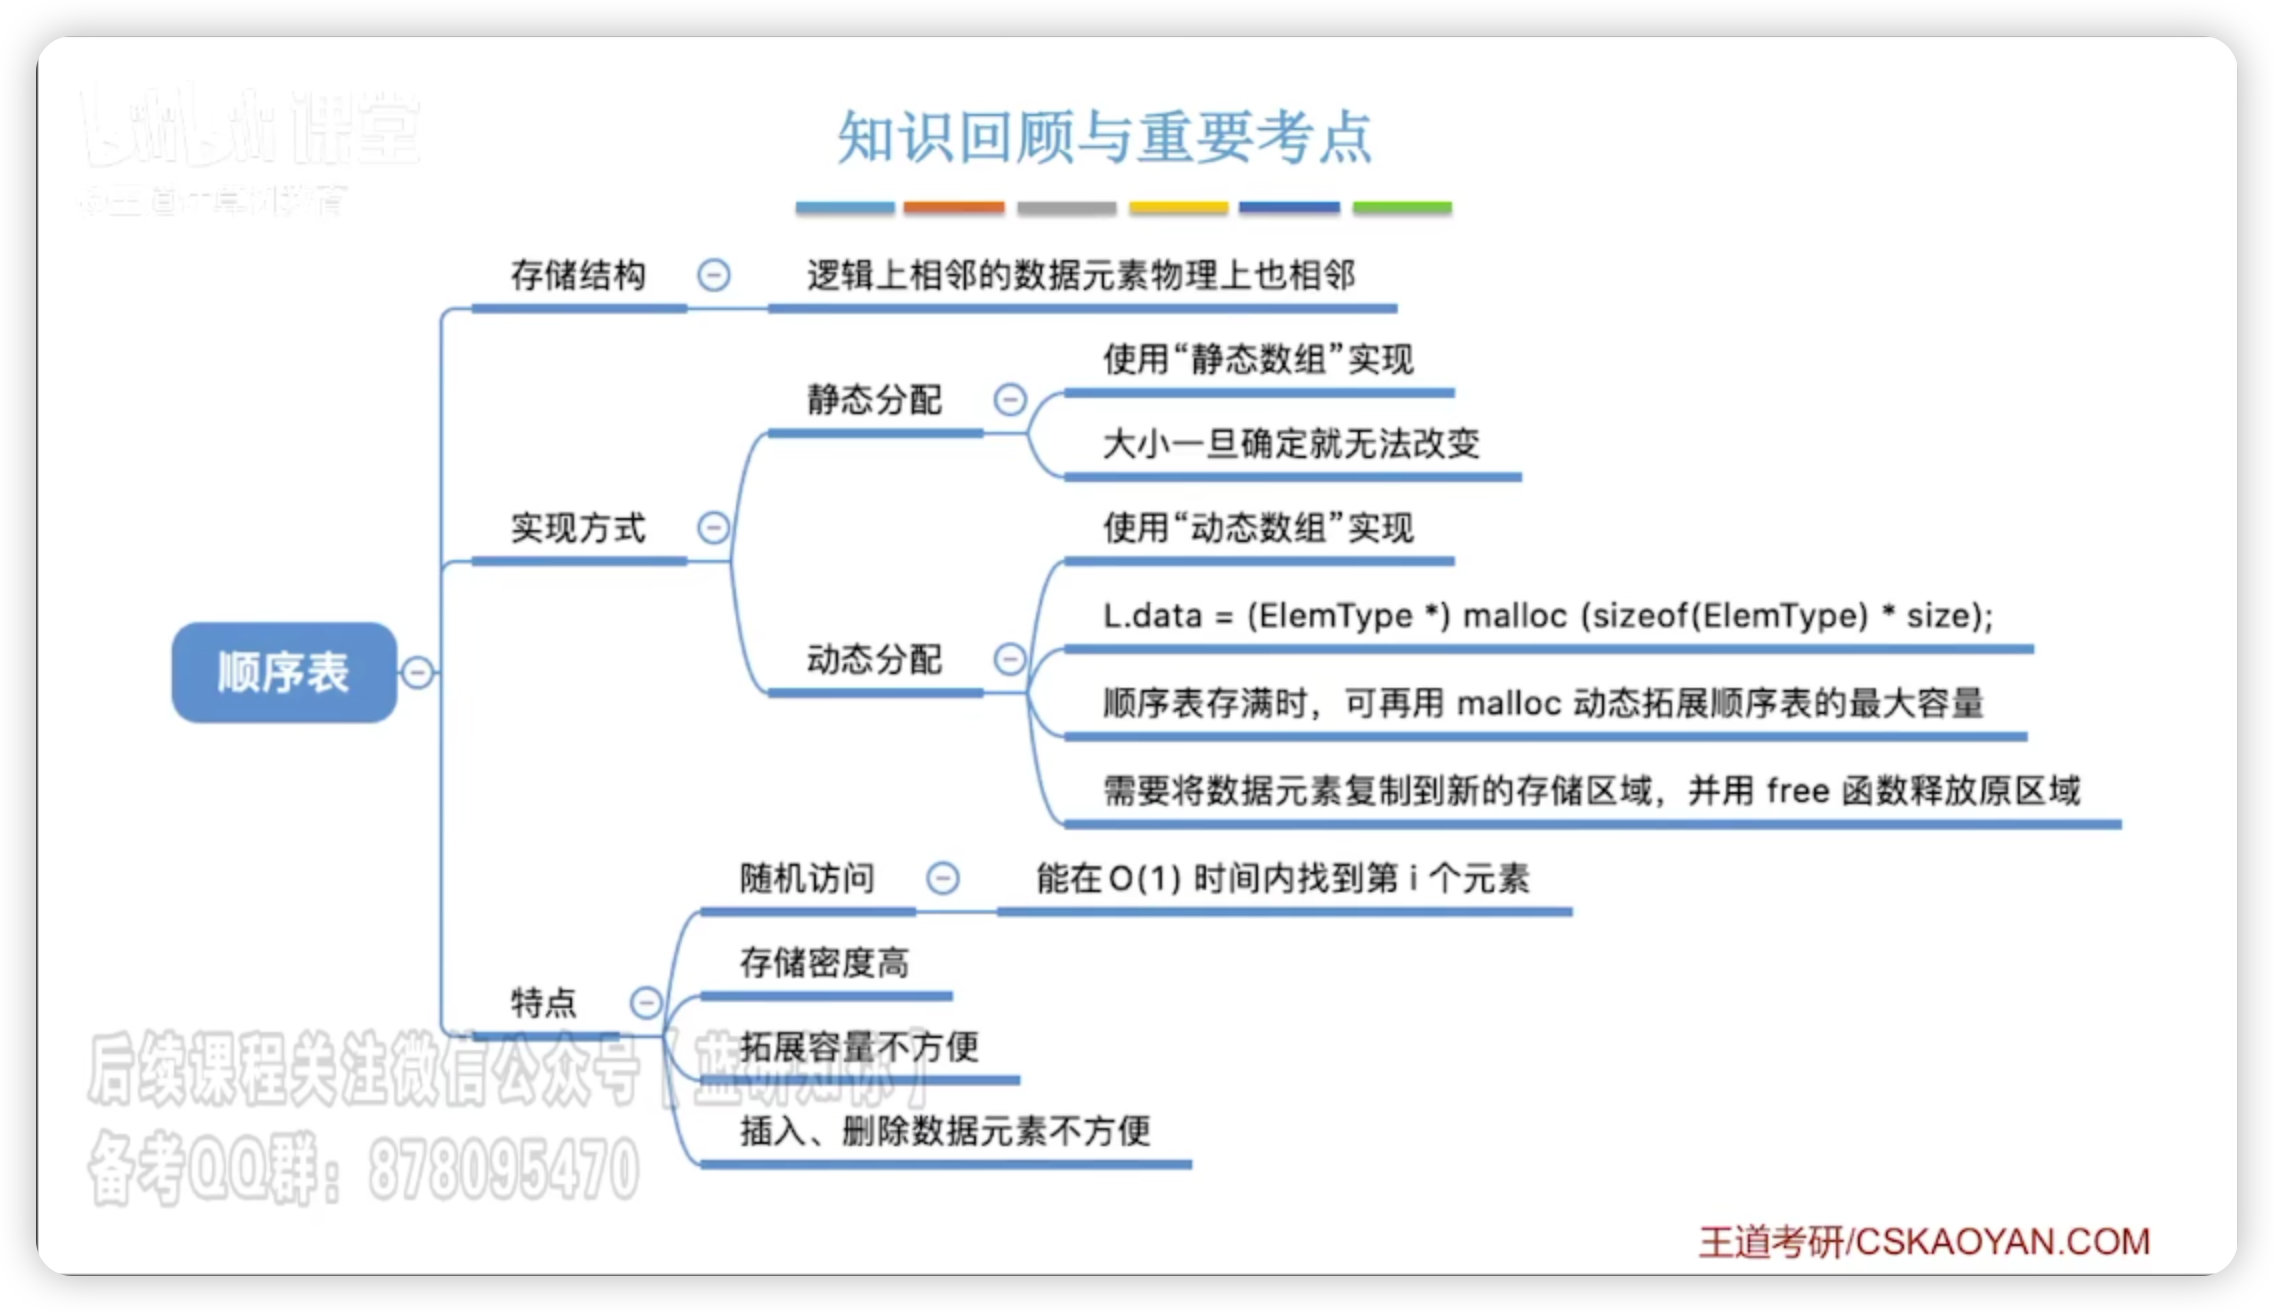 bilibili 课堂
@王道计算机教育
知识回顾与重要考点
存储结构
逻辑上相邻的数据元素物理上也相邻
使用“静态数组”实现
静态分配
大小一旦确定就无法改变
实现方式
使用“动态数组”实现
L.data = (ElemType *) malloc (sizeof(ElemType) * size);
动态分配
顺序表存满时，可再用 malloc 动态拓展顺序表的最大容量
需要将数据元素复制到新的存储区域，并用 free 函数释放原区域
顺序表
随机访问
能在O(1) 时间内找到第 i 个元素
存储密度高
特点
拓展容量不方便
插入、删除数据元素不方便
后续课程关注微信公众号
备考QQ群：878095470
王道考研/CSKAOYAN.COM